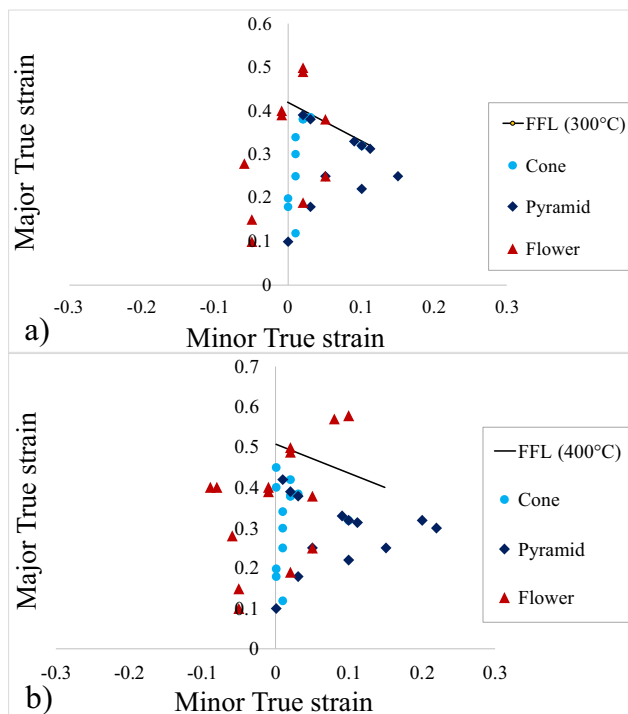 0.6
0.5
0.4
0.3
0.2
0.1
0
-0.3 -0.2 -0.1 0 0.1 0.2 0.3
Major True strain
Minor True strain
a)
FFL (300°C)
Cone
Pyramid
Flower
0.7
0.6
0.5
0.4
0.3
0.2
0.1
0
-0.3 -0.2 -0.1 0 0.1 0.2 0.3
Major True strain
Minor True strain
b)
FFL (400°C)
Cone
Pyramid
Flower